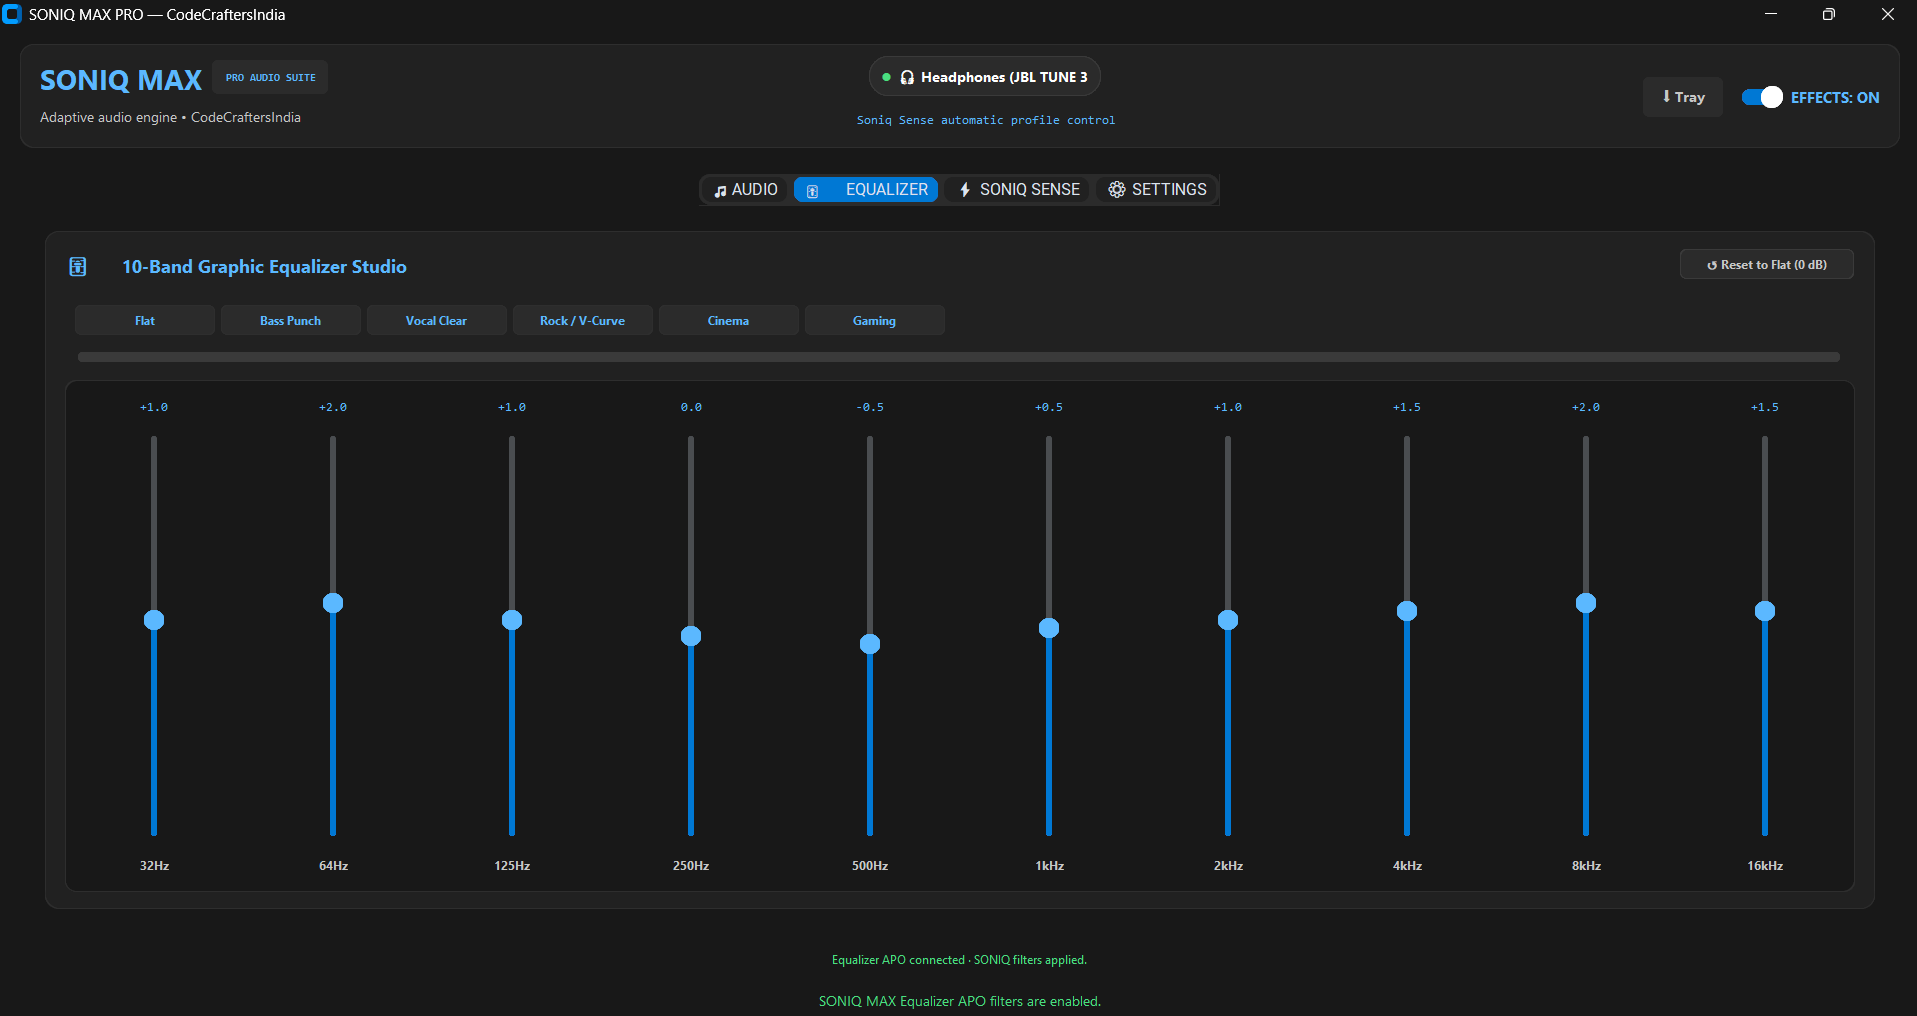 SONIQ MAX PRO — CodeCraftersIndia
SONIQ MAX PRO AUDIO SUITE
Adaptive audio engine • CodeCraftersIndia
Headphones (JBL TUNE 3
Soniq Sense automatic profile control
Tray
EFFECTS: ON
AUDIO EQUALIZER SONIQ SENSE SETTINGS
10-Band Graphic Equalizer Studio
↺ Reset to Flat (0 dB)
Flat Bass Punch Vocal Clear Rock / V-Curve Cinema Gaming
+1.0 +2.0 +1.0 0.0 -0.5 +0.5 +1.0 +1.5 +2.0 +1.5
32Hz 64Hz 125Hz 250Hz 500Hz 1kHz 2kHz 4kHz 8kHz 16kHz
Equalizer APO connected · SONIQ filters applied.
SONIQ MAX Equalizer APO filters are enabled.